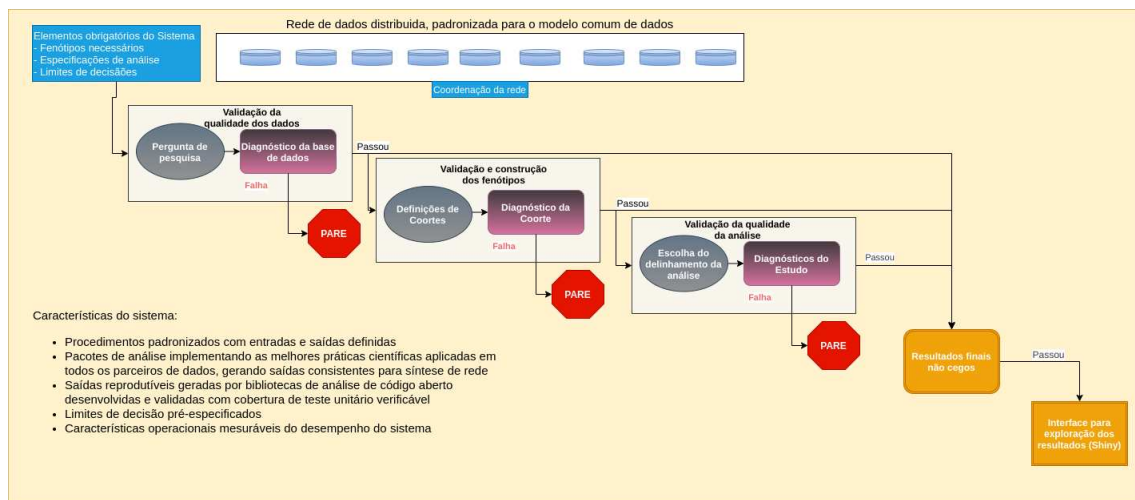 Rede de dados distribuida, padronizada para o modelo comum de dados
Elementos obrigatórios do Sistema
- Fenótipos necessários
- Especificações de análise
- Limites de decisãões
Coordenação da rede
Validação da
qualidade dos dados
Pergunta de
pesquisa
Diagnóstico da base
de dados
Falha
PARE
Passou
Validação e construção
dos fenótipos
Definições de
Coortes
Diagnóstico da
Coorte
Falha
PARE
Passou
Validação da qualidade
da análise
Escolha do
delinhamento da
análise
Diagnósticos do
Estudo
Falha
PARE
Passou
Resultados finais
não cegos
Passou
Interface para
exploração dos
resultados (Shiny)
Características do sistema:
• Procedimentos padronizados com entradas e saídas definidas
• Pacotes de análise implementando as melhores práticas científicas aplicadas em
todos os parceiros de dados, gerando saídas consistentes para síntese de rede
• Saídas reprodutíveis geradas por bibliotecas de análise de código aberto
desenvolvidas e validadas com cobertura de teste unitário verificável
• Limites de decisão pré-especificados
• Características operacionais mesuráveis do desempenho do sistema